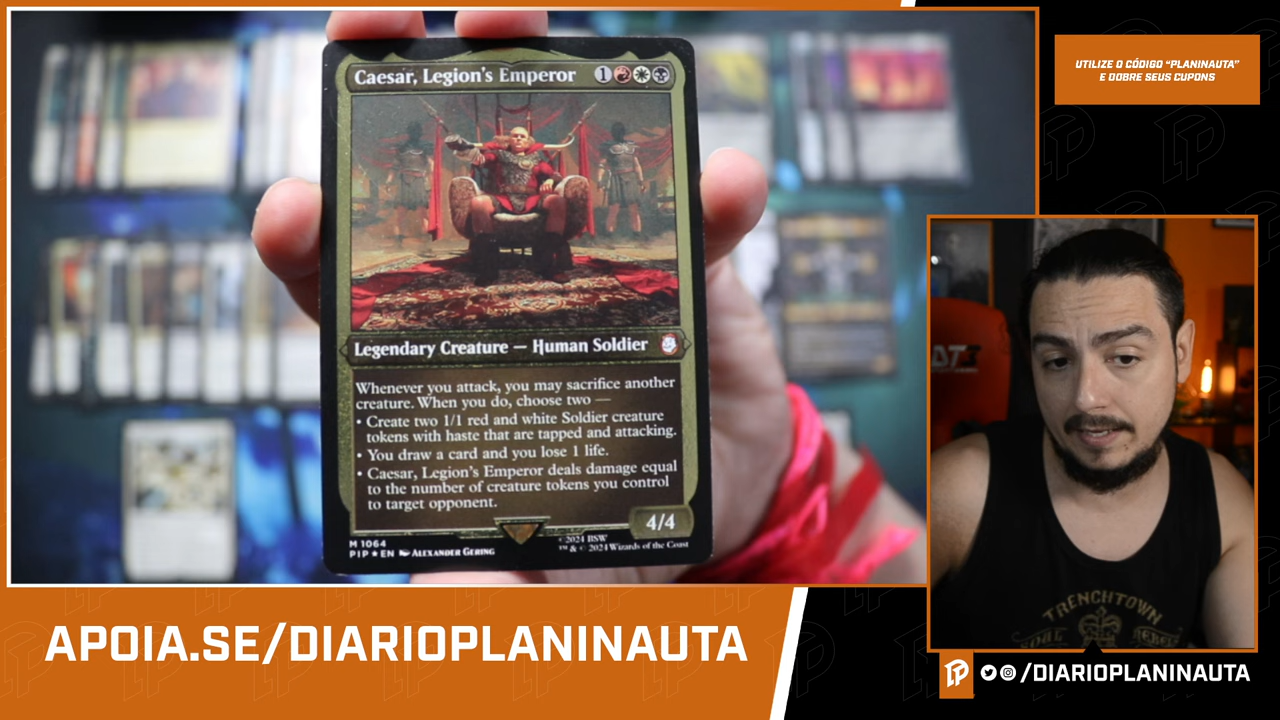 Caesar, Legion's Emperor 1
Legendary Creature — Human Soldier
Whenever you attack, you may sacrifice another
creature. When you do, choose two —
• Create two 1/1 red and white Soldier creature
tokens with haste that are tapped and attacking.
• You draw a card and you lose 1 life.
• Caesar, Legion's Emperor deals damage equal
to the number of creature tokens you control
to target opponent.
4/4
M 1064
PIP ★ EN ALEXANDER GERING
©2024 BSW
™ & © 2024 Wizards of the Coast
UTILIZE O CÓDIGO “PLANINAUTA”
E DOBRE SEUS CUPONS
TRENCHTOWN
APOIA.SE/DIARIOPLANINAUTA
/DIARIOPLANINAUTA